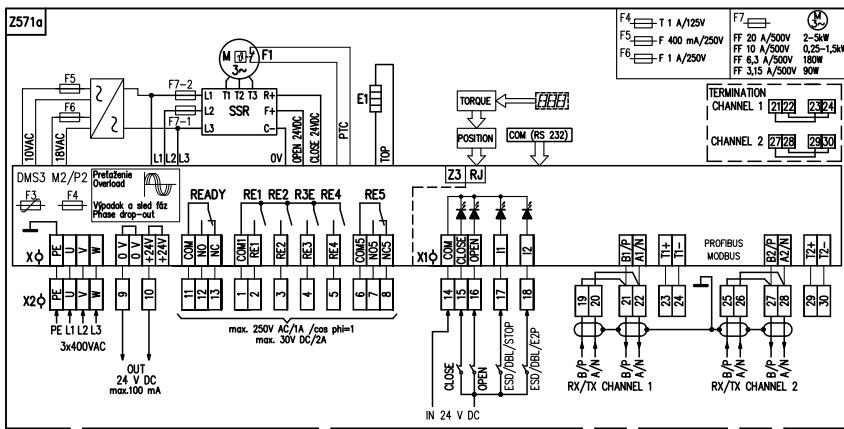 Z571a
F4 T 1 A/125V
F5 F 400 mA/250V
F6 F 1 A/250V
F7 M 3~
FF 20 A/500V 2-5kW
FF 10 A/500V 0,25-1,5kW
FF 6,3 A/500V 180W
FF 3,15 A/500V 90W
TERMINATION
CHANNEL 1 21 22 23 24
CHANNEL 2 27 28 29 30
M 3~ F1
F5
F6
F7-2
F7-1
L1 T1 T2 T3 R+
L2 SSR F+
L3 C-
E1
10VAC
18VAC
L1 L2 L3
0V
OPEN 24VDC
CLOSE 24VDC
PTC
TOP
TORQUE
POSITION
COM (RS 232)
DMS3 M2/P2
F3
F4
Preťaženie
Overload
Výpadok a sled fáz
Phase drop-out
Z3 RJ
READY RE1 RE2 R3E RE4 RE5
X
PE U V W
0 V 0 V
+24V +24V
COM NO NC
COM1 RE1 RE2 RE3 RE4
COM5 NO5 NC5
X1
COM CLOSE OPEN I1 I2
B1/P A1/N
T1+ T1-
PROFIBUS
MODBUS
B2/P A2/N
T2+ T2-
X2
PE U V W 9 10 11 12 13 1 2 3 4 5 6 7 8 14 15 16 17 18 19 20 21 22 23 24 25 26 27 28 29 30
PE L1 L2 L3
3x400VAC
OUT
24 V DC
max.100 mA
max. 250V AC/1A /cos phi=1
max. 30V DC/2A
CLOSE
OPEN
ESD/DBL/STOP
ESD/DBL/E2P
IN 24 V DC
B/P A/N B/P A/N
RX/TX CHANNEL 1
B/P A/N B/P A/N
RX/TX CHANNEL 2